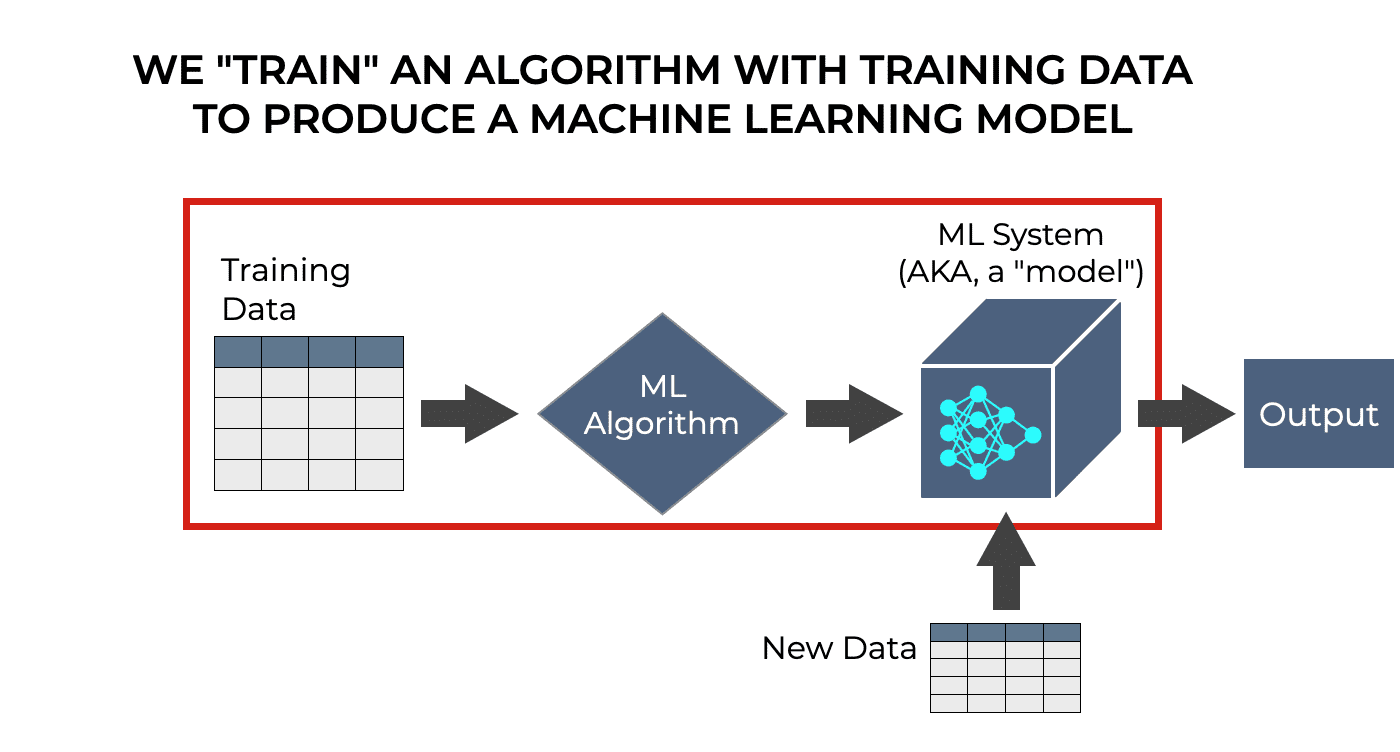 WE "TRAIN" AN ALGORITHM WITH TRAINING DATA
TO PRODUCE A MACHINE LEARNING MODEL
Training
Data
ML
Algorithm
ML System
(AKA, a "model")
Output
New Data